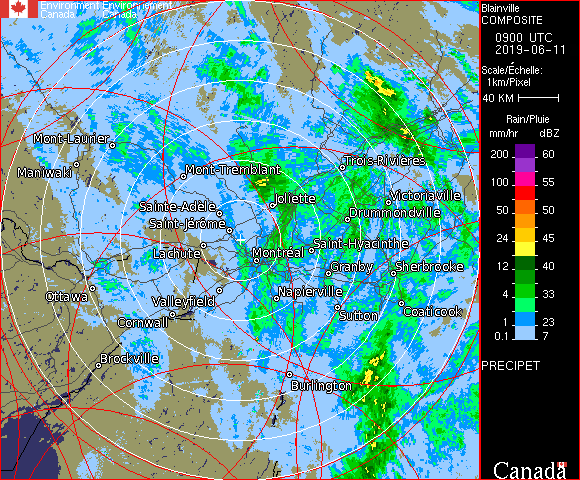 Environment Environnement
Canada Canada
Mont-Laurier
Maniwaki
Mont-Tremblant
Trois-Rivières
Sainte-Adèle
Joliette
Victoriaville
Saint-Jérôme
Drummondville
Lachute
Montréal
Saint-Hyacinthe
Granby
Sherbrooke
Ottawa
Valleyfield
Napierville
Coaticook
Cornwall
Sutton
Brockville
Burlington
Blainville
COMPOSITE
0900 UTC
2019-06-11
Scale/Échelle:
1km/Pixel
40 KM
Rain/Pluie
mm/hr dBZ
200 60
100 55
50 50
24 45
12 40
4 33
1 23
0.1 7
PRECIPET
Canada